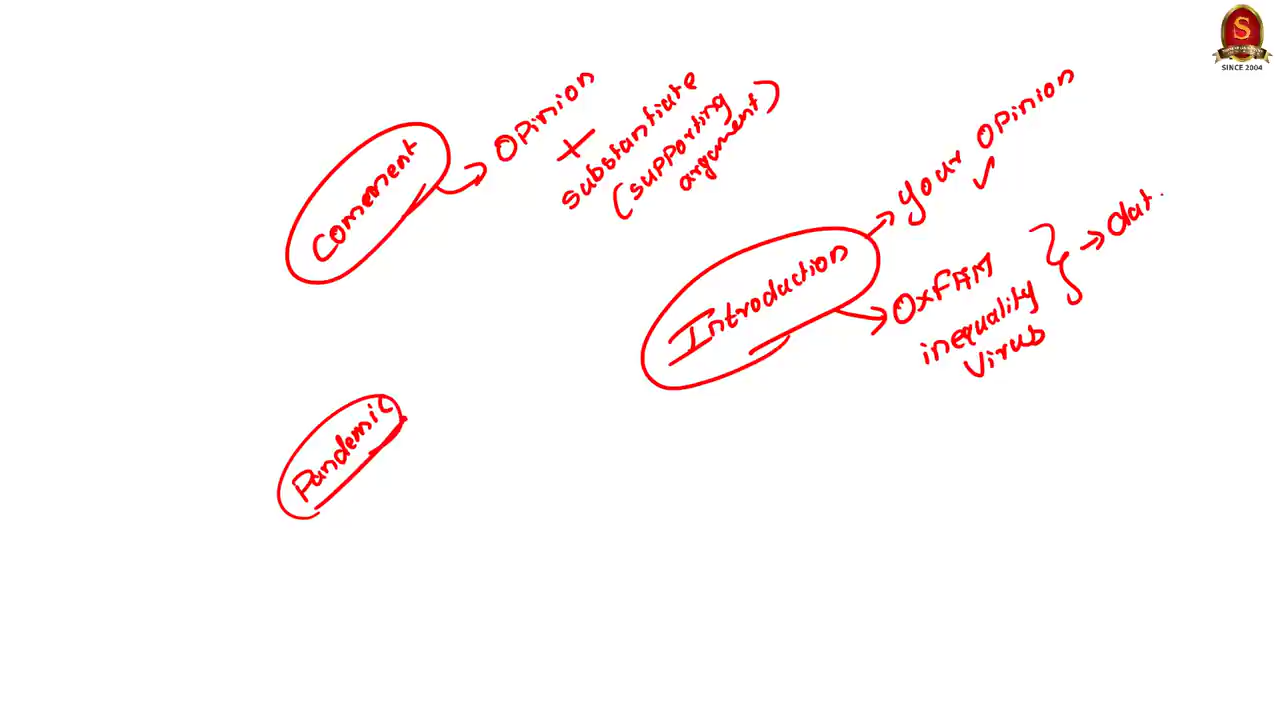 Comment
Opinion
+
substantiate
(supporting
argument)
Introduction
your opinion
OXFAM
inequality
virus
dat
Pandemic
S
SINCE 2004